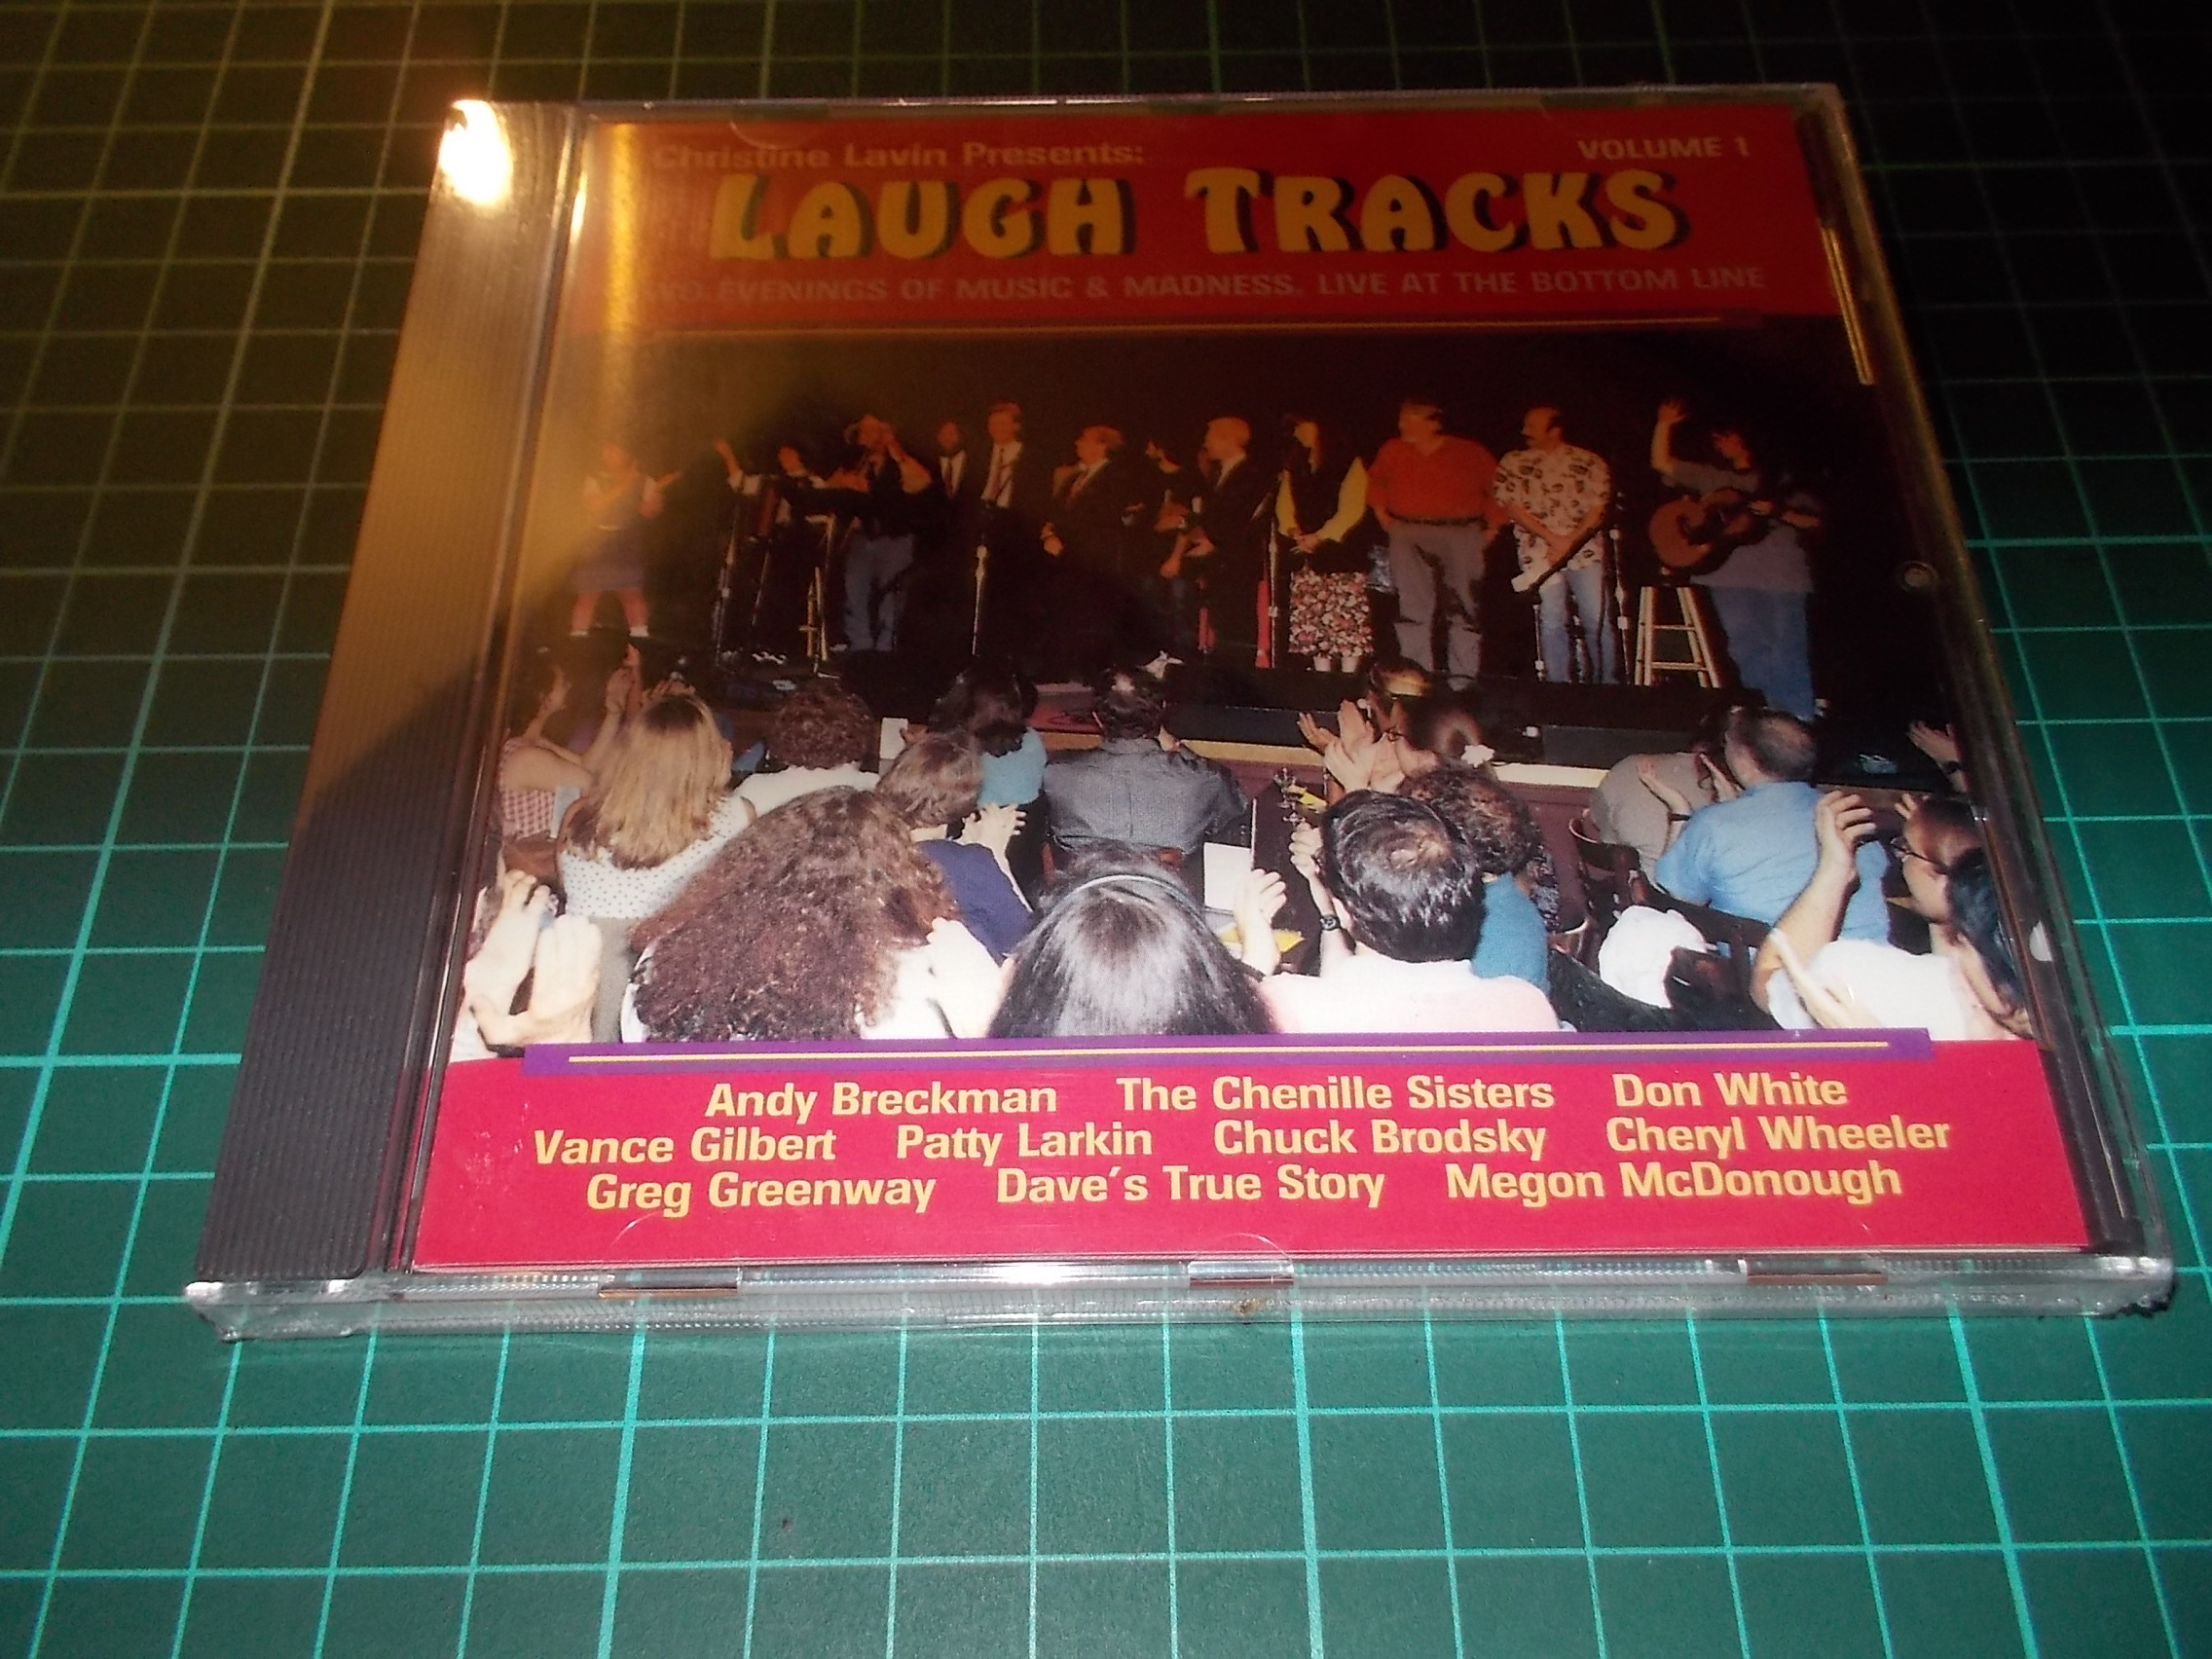 Christine Lavin Presents:
VOLUME 1
LAUGH TRACKS
TWO EVENINGS OF MUSIC & MADNESS, LIVE AT THE BOTTOM LINE
Andy Breckman The Chenille Sisters Don White
Vance Gilbert Patty Larkin Chuck Brodsky Cheryl Wheeler
Greg Greenway Dave's True Story Megon McDonough